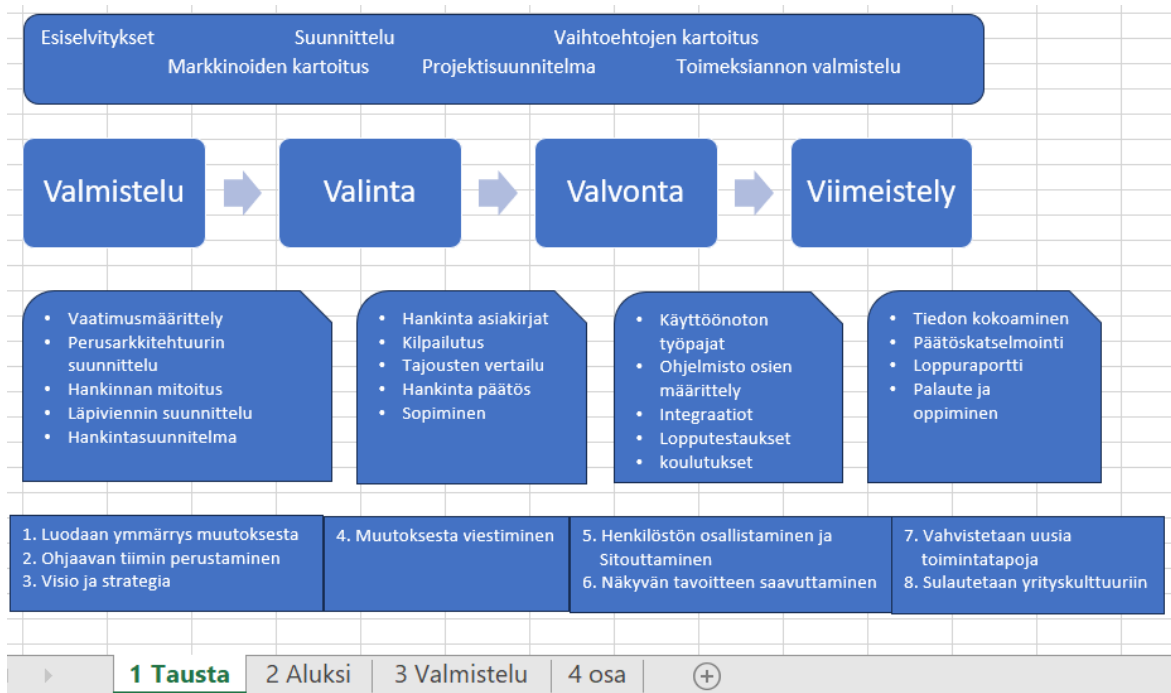 Esiselvitykset Suunnittelu Vaihtoehtojen kartoitus
Markkinoiden kartoitus Projektisuunnitelma Toimeksiannon valmistelu
Valmistelu Valinta Valvonta Viimeistely
• Vaatimusmäärittely
• Perusarkkitehtuurin
suunnittelu
• Hankinnan mitoitus
• Läpiviennin suunnittelu
• Hankintasuunnitelma
• Hankinta asiakirjat
• Kilpailutus
• Tajousten vertailu
• Hankinta päätös
• Sopiminen
• Käyttöönoton
työpajat
• Ohjelmisto osien
määrittely
• Integraatiot
• Lopputestaukset
• koulutukset
• Tiedon kokoaminen
• Päätöskatselmointi
• Loppuraportti
• Palaute ja
oppiminen
1. Luodaan ymmärrys muutoksesta
2. Ohjaavan tiimin perustaminen
3. Visio ja strategia
4. Muutoksesta viestiminen
5. Henkilöstön osallistaminen ja
Sitouttaminen
6. Näkyvän tavoitteen saavuttaminen
7. Vahvistetaan uusia
toimintatapoja
8. Sulautetaan yrityskulttuuriin
1 Tausta 2 Aluksi 3 Valmistelu 4 osa